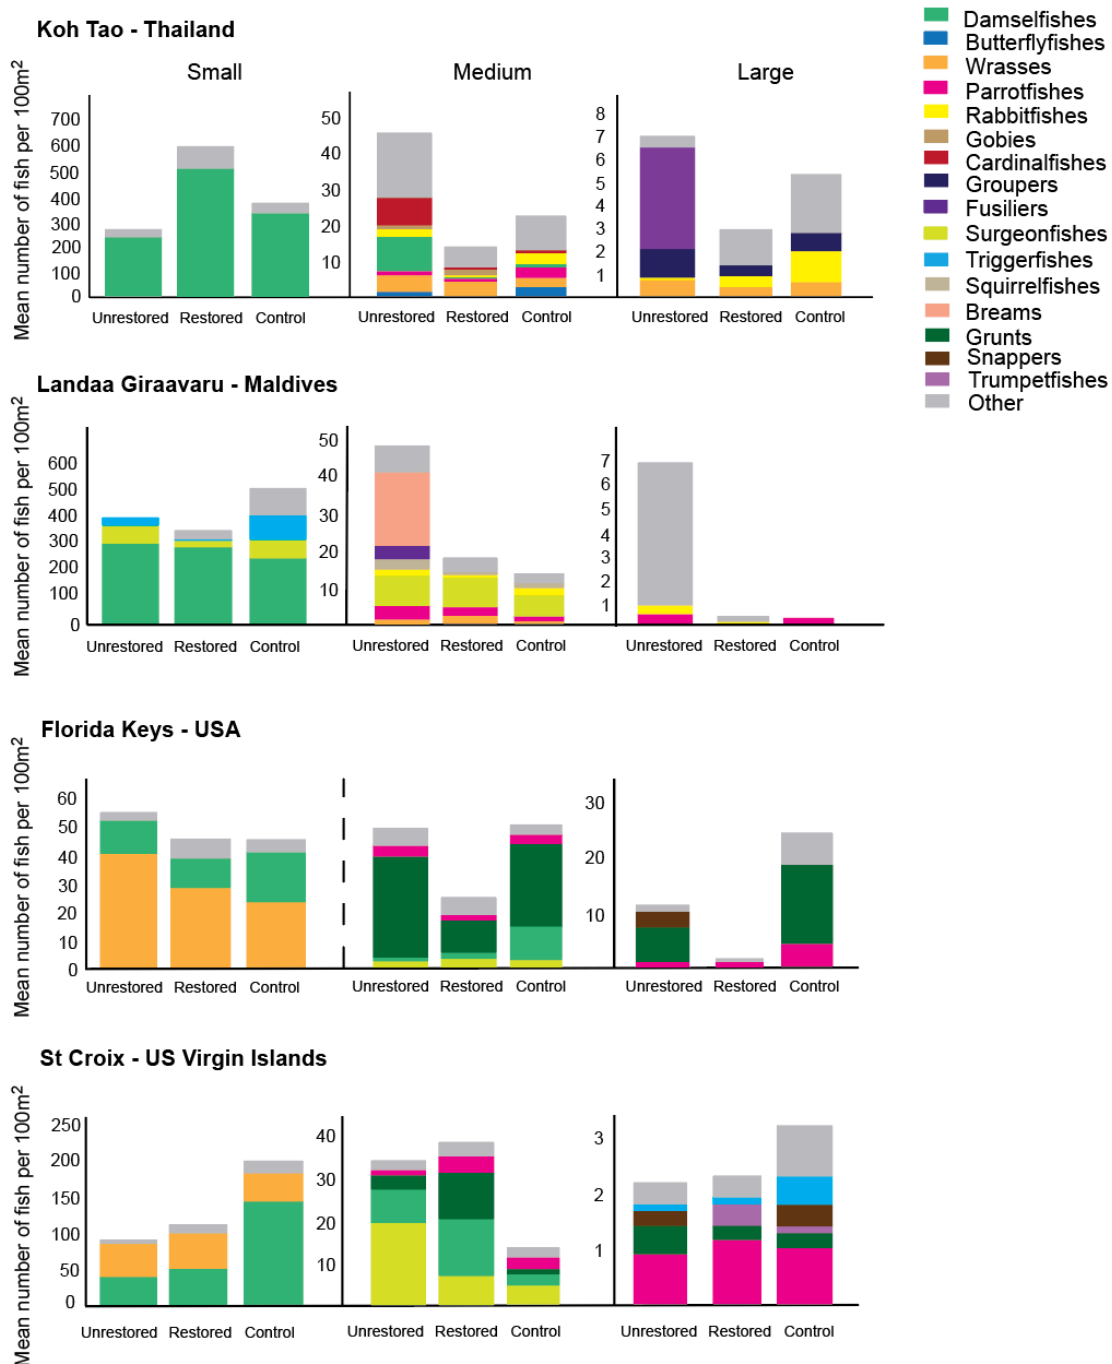 Koh Tao - Thailand
Small
Medium
Large
Mean number of fish per 100m²
700
600
500
400
300
200
100
0
Unrestored Restored Control
50
40
30
20
10
Unrestored Restored Control
8
7
6
5
4
3
2
1
Unrestored Restored Control
Damselfishes
Butterflyfishes
Wrasses
Parrotfishes
Rabbitfishes
Gobies
Cardinalfishes
Groupers
Fusiliers
Surgeonfishes
Triggerfishes
Squirrelfishes
Breams
Grunts
Snappers
Trumpetfishes
Other
Landaa Giraavaru - Maldives
Mean number of fish per 100m²
600
500
400
300
200
100
0
Unrestored Restored Control
50
40
30
20
10
Unrestored Restored Control
7
6
5
4
3
2
1
Unrestored Restored Control
Florida Keys - USA
Mean number of fish per 100m²
60
50
40
30
20
10
0
Unrestored Restored Control
Unrestored Restored Control
30
20
10
Unrestored Restored Control
St Croix - US Virgin Islands
Mean number of fish per 100m²
250
200
150
100
50
0
Unrestored Restored Control
40
30
20
10
Unrestored Restored Control
3
2
1
Unrestored Restored Control